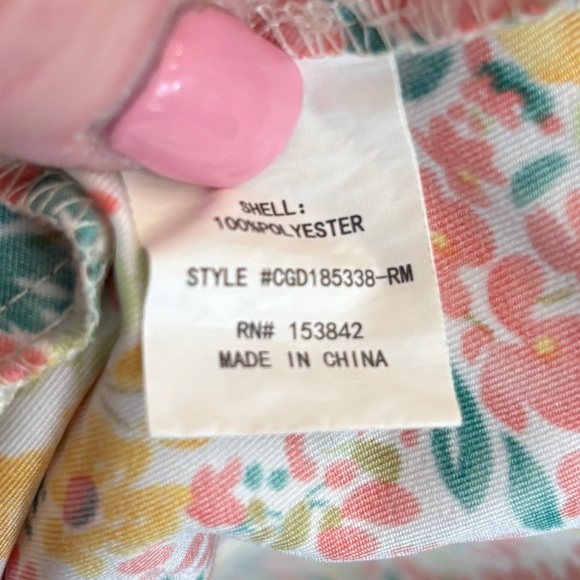 SHELL:
100%POLYESTER
STYLE #CGD185338-RM
RN# 153842
MADE IN CHINA